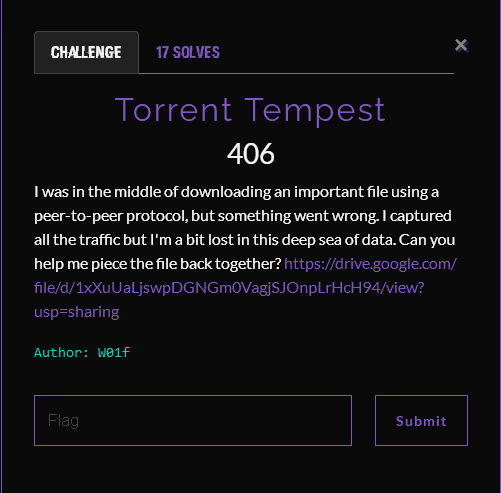 CHALLENGE
17 SOLVES
×
Torrent Tempest
406
I was in the middle of downloading an important file using a
peer-to-peer protocol, but something went wrong. I captured
all the traffic but I'm a bit lost in this deep sea of data. Can you
help me piece the file back together? https://drive.google.com/
file/d/1xXuUaLjswpDGNGm0VagjSJOnpLrHcH94/view?
usp=sharing
Author: W01f
Flag
Submit